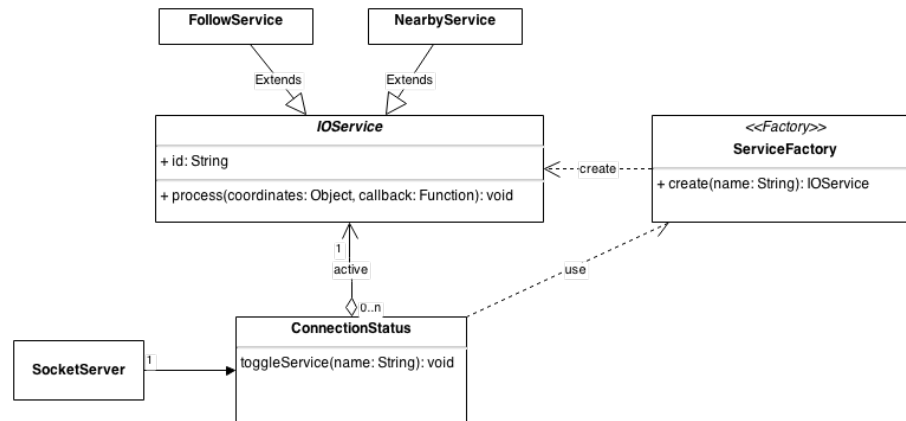 FollowService
NearbyService
Extends
Extends
IOService
+ id: String
+ process(coordinates: Object, callback: Function): void
<<Factory>>
ServiceFactory
+ create(name: String): IOService
create
1
active
0..n
use
ConnectionStatus
toggleService(name: String): void
SocketServer
1